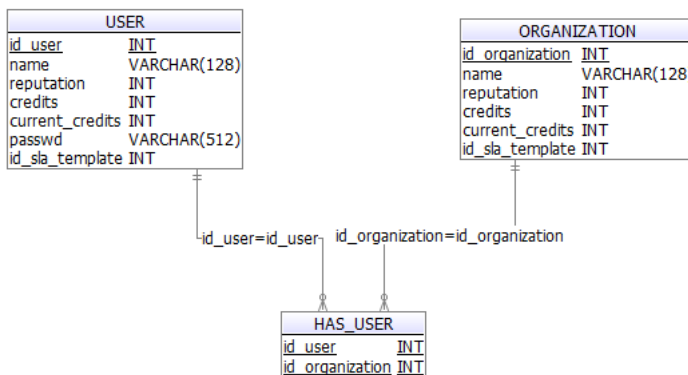 USER
id_user INT
name VARCHAR(128)
reputation INT
credits INT
current_credits INT
passwd VARCHAR(512)
id_sla_template INT
ORGANIZATION
id_organization INT
name VARCHAR(128
reputation INT
credits INT
current_credits INT
id_sla_template INT
id_user=id_user
id_organization=id_organization
HAS_USER
id_user INT
id_organization INT